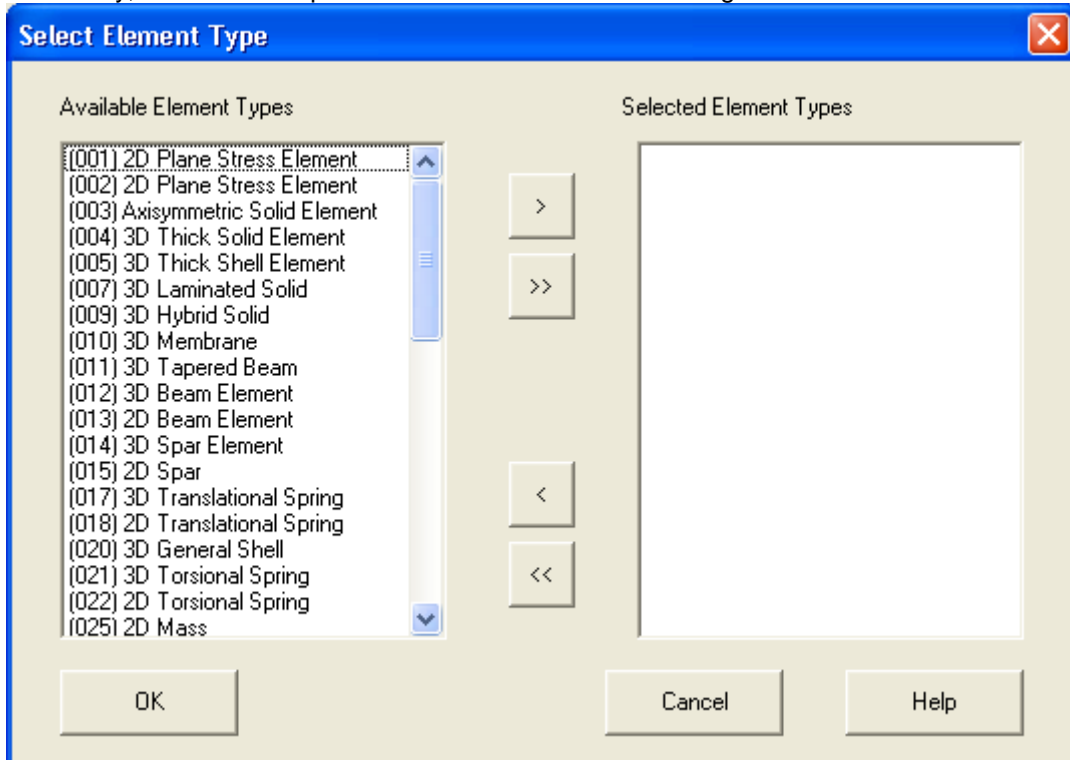 Select Element Type
Available Element Types
Selected Element Types
(001) 2D Plane Stress Element
(002) 2D Plane Stress Element
(003) Axisymmetric Solid Element
(004) 3D Thick Solid Element
(005) 3D Thick Shell Element
(007) 3D Laminated Solid
(009) 3D Hybrid Solid
(010) 3D Membrane
(011) 3D Tapered Beam
(012) 3D Beam Element
(013) 2D Beam Element
(014) 3D Spar Element
(015) 2D Spar
(017) 3D Translational Spring
(018) 2D Translational Spring
(020) 3D General Shell
(021) 3D Torsional Spring
(022) 2D Torsional Spring
(025) 2D Mass
>
>>
<
<<
OK
Cancel
Help